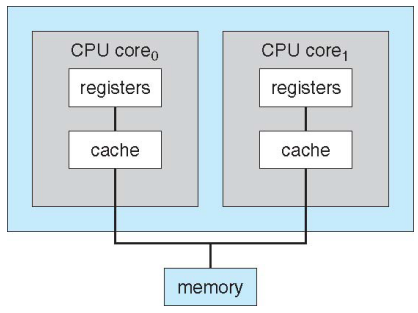 CPU core₀
registers
cache
CPU core₁
registers
cache
memory